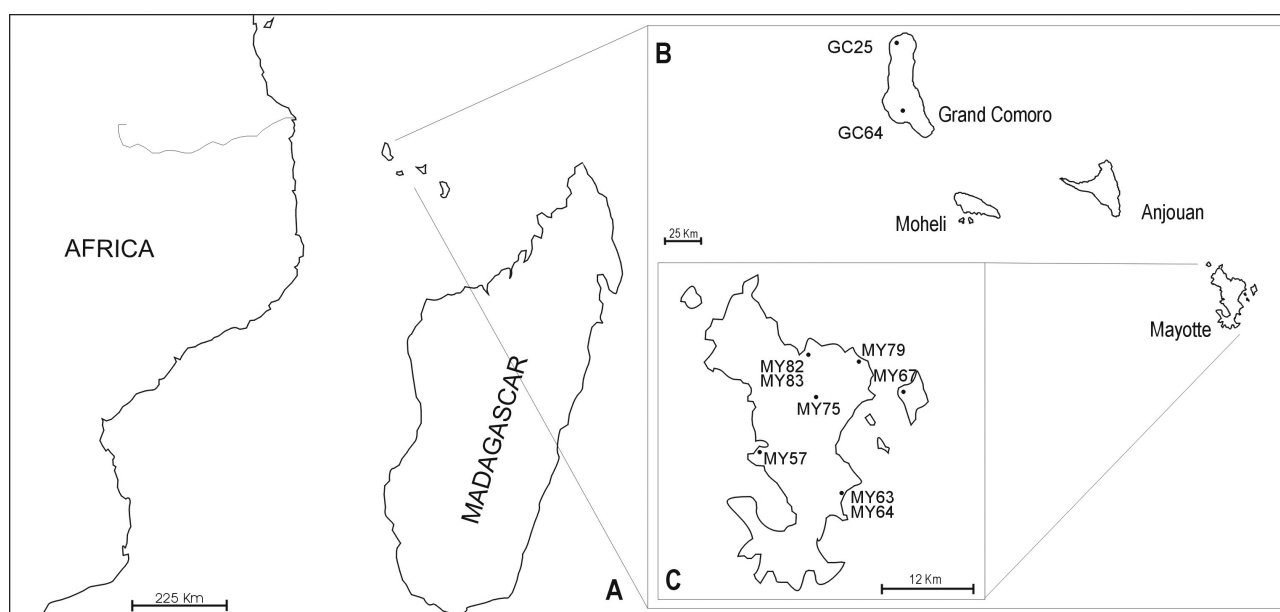 AFRICA
MADAGASCAR
225 Km
A
B
GC25
GC64
Grand Comoro
Moheli
Anjouan
25 Km
Mayotte
MY82
MY83
MY79
MY67
MY75
MY57
MY63
MY64
C
12 Km